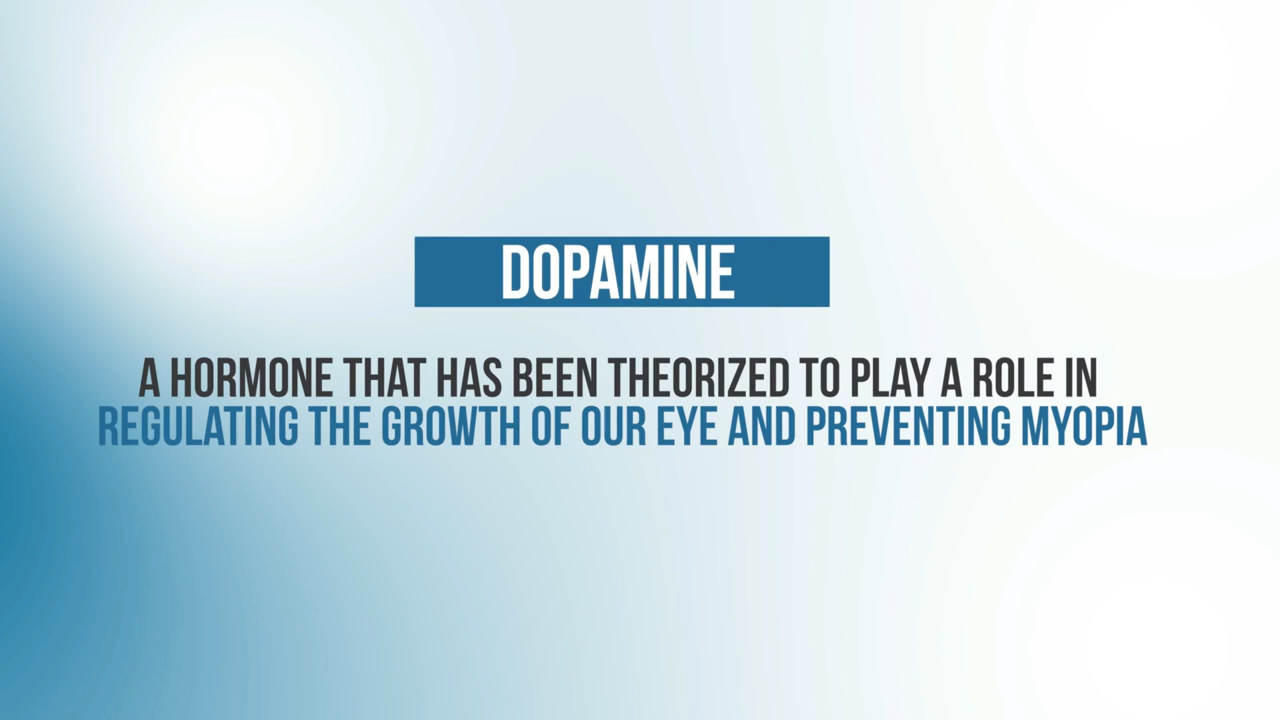 DOPAMINE
A HORMONE THAT HAS BEEN THEORIZED TO PLAY A ROLE IN
REGULATING THE GROWTH OF OUR EYE AND PREVENTING MYOPIA